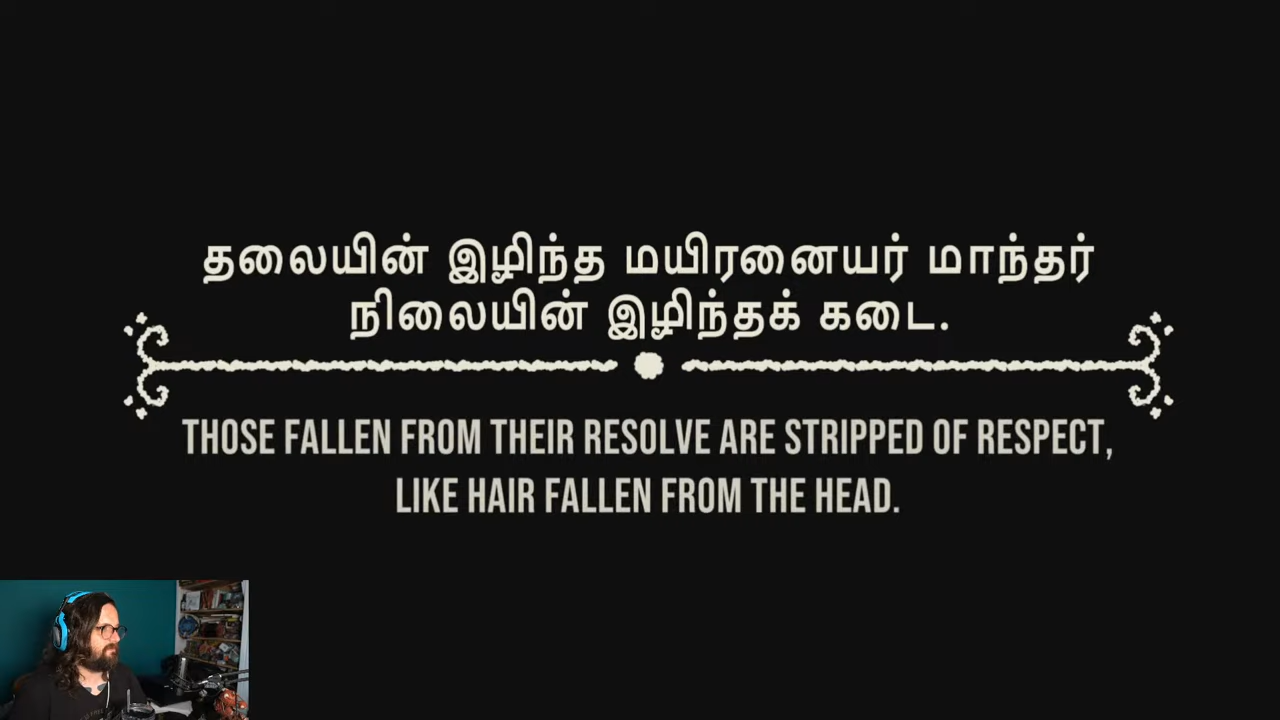 தலையின் இழிந்த மயிரனையர் மாந்தர்
நிலையின் இழிந்தக் கடை.
THOSE FALLEN FROM THEIR RESOLVE ARE STRIPPED OF RESPECT,
LIKE HAIR FALLEN FROM THE HEAD.